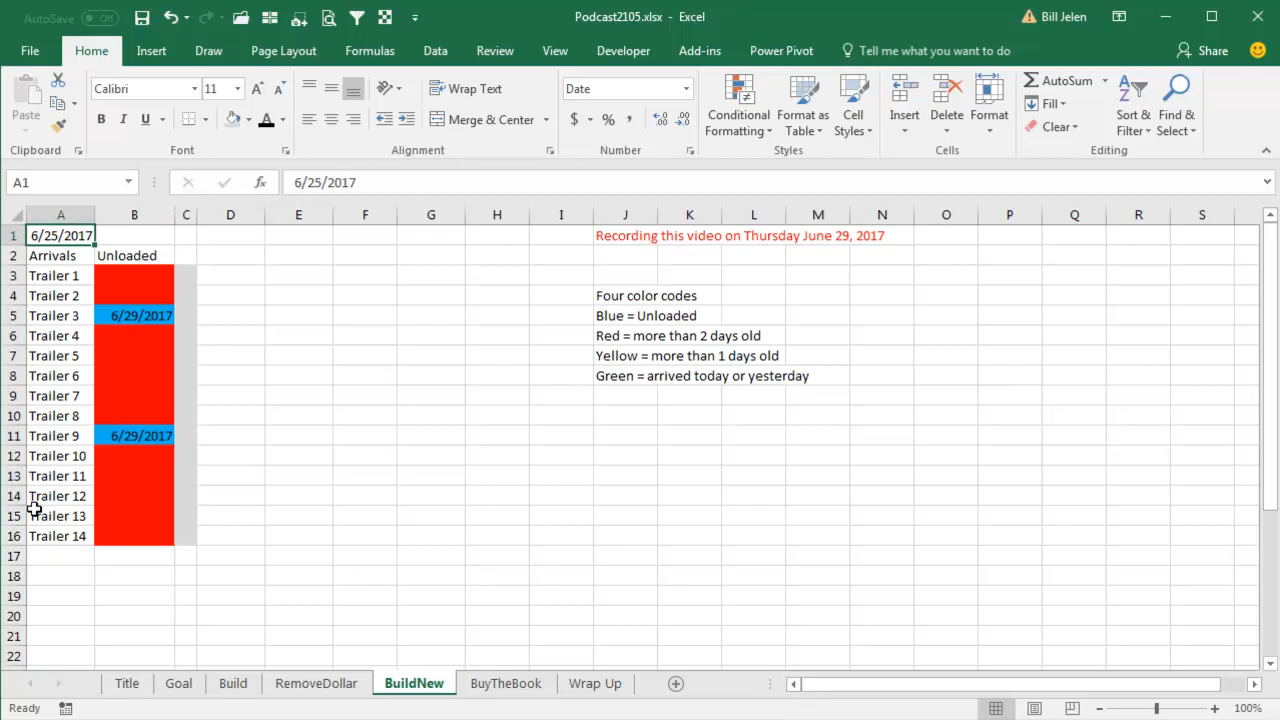 AutoSave Off
Podcast2105.xlsx - Excel
Bill Jelen
File Home Insert Draw Page Layout Formulas Data Review View Developer Add-ins Power Pivot Tell me what you want to do Share
Paste
Clipboard
Calibri 11
B I U A
Font
Wrap Text
Merge & Center
Alignment
Date
$ % ,
Number
Conditional Formatting
Format as Table
Cell Styles
Styles
Insert Delete Format
Cells
AutoSum
Fill
Clear
Sort & Filter
Find & Select
Editing
A1 fx 6/25/2017
A B C D E F G H I J K L M N O P Q R S
1 6/25/2017 Recording this video on Thursday June 29, 2017
2 Arrivals Unloaded
3 Trailer 1
4 Trailer 2 Four color codes
5 Trailer 3 6/29/2017 Blue = Unloaded
6 Trailer 4 Red = more than 2 days old
7 Trailer 5 Yellow = more than 1 days old
8 Trailer 6 Green = arrived today or yesterday
9 Trailer 7
10 Trailer 8
11 Trailer 9 6/29/2017
12 Trailer 10
13 Trailer 11
14 Trailer 12
15 Trailer 13
16 Trailer 14
17
18
19
20
21
22
Title Goal Build RemoveDollar BuildNew BuyTheBook Wrap Up
Ready 100%